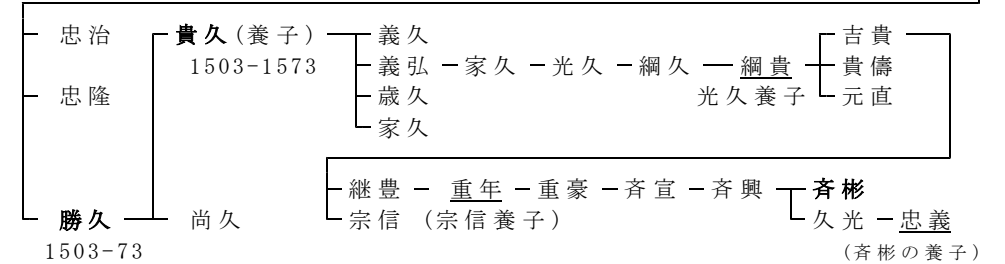 忠治 貴久(養子) 義久 吉貴
1503-1573 義弘 家久 光久 綱久 綱貴 貴儔
忠隆 歳久 光久養子 元直
家久
継豊 重年 重豪 斉宣 斉興 斉彬
勝久 尚久 宗信 (宗信養子) 久光 忠義
1503-73 (斉彬の養子)